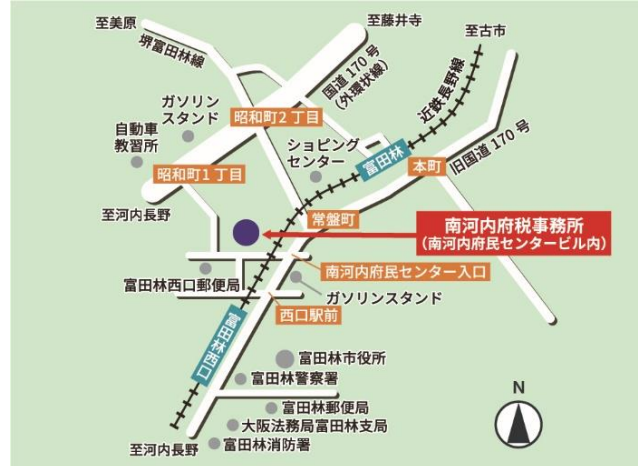 至美原
至藤井寺
至古市
堺富田林線
国道170号
(外環状線)
近鉄長野線
ガソリン
スタンド
昭和町2丁目
自動車
教習所
ショピング
センター
富田林
本町
旧国道170号
昭和町1丁目
至河内長野
常盤町
南河内府税事務所
(南河内府民センタービル内)
南河内府民センター入口
富田林西口郵便局
ガソリンスタンド
西口駅前
富田林西口
富田林市役所
富田林警察署
富田林郵便局
大阪法務局富田林支局
至河内長野
富田林消防署
N